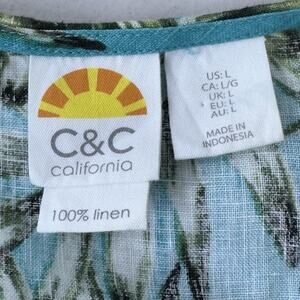 C&C
california
100% linen
US: L
CA: L/G
UK: L
EU: L
AU: L
MADE IN
INDONESIA